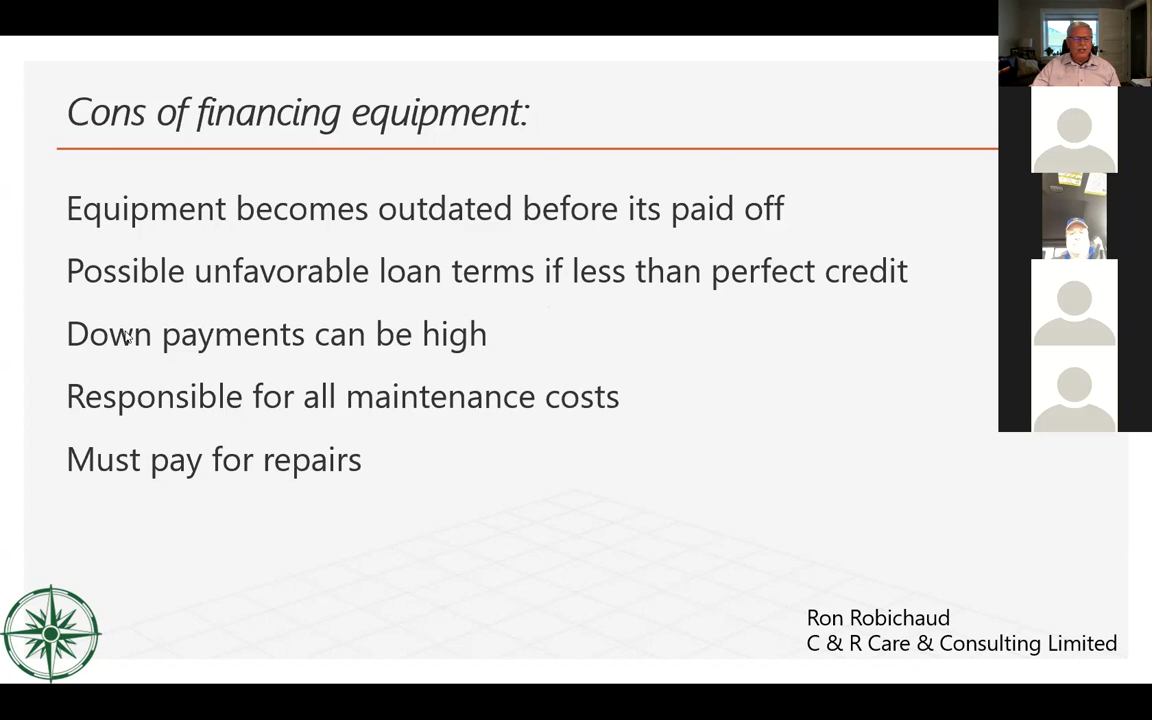 Cons of financing equipment:
Equipment becomes outdated before its paid off
Possible unfavorable loan terms if less than perfect credit
Down payments can be high
Responsible for all maintenance costs
Must pay for repairs
Ron Robichaud
C & R Care & Consulting Limited